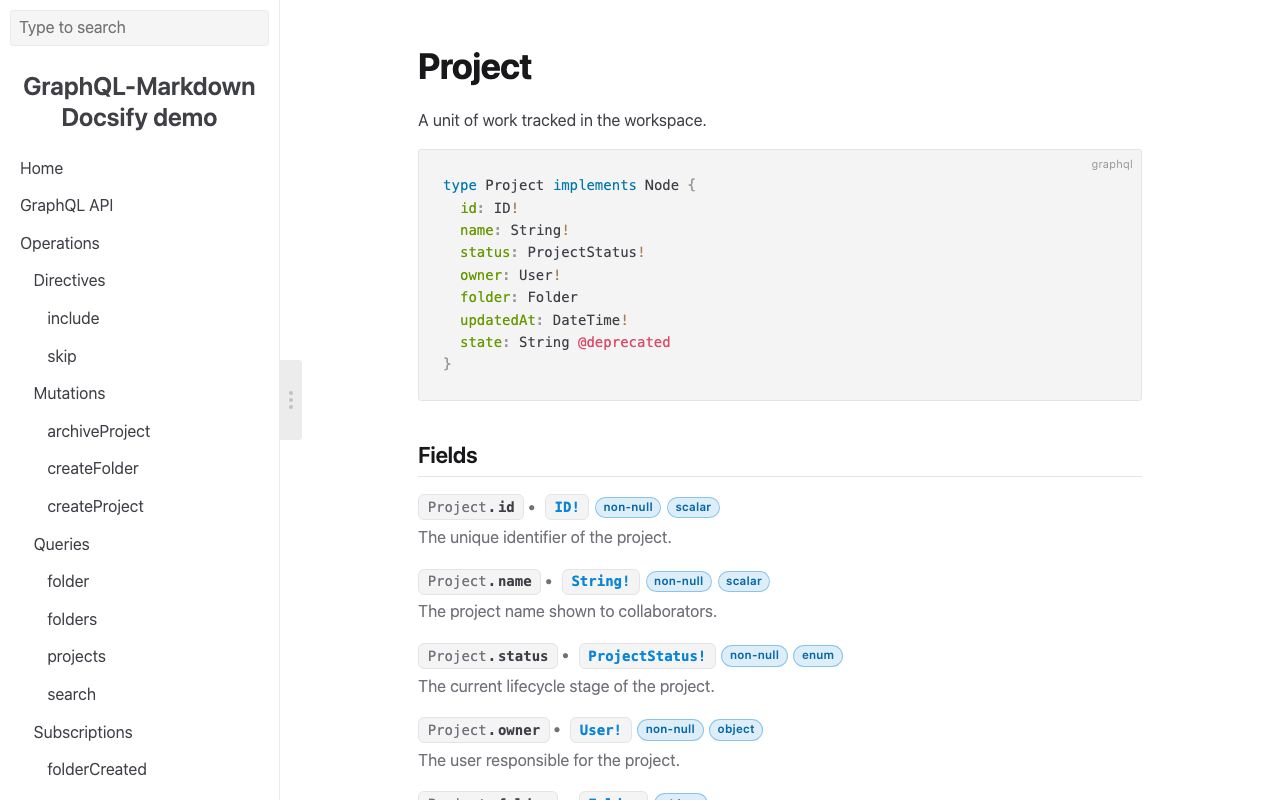 Type to search
GraphQL-Markdown
Docsify demo
Home
GraphQL API
Operations
Directives
include
skip
Mutations
archiveProject
createFolder
createProject
Queries
folder
folders
projects
search
Subscriptions
folderCreated
Project
A unit of work tracked in the workspace.
graphql
type Project implements Node {
  id: ID!
  name: String!
  status: ProjectStatus!
  owner: User!
  folder: Folder
  updatedAt: DateTime!
  state: String @deprecated
}
Fields
Project.id • ID! non-null scalar
The unique identifier of the project.
Project.name • String! non-null scalar
The project name shown to collaborators.
Project.status • ProjectStatus! non-null enum
The current lifecycle stage of the project.
Project.owner • User! non-null object
The user responsible for the project.